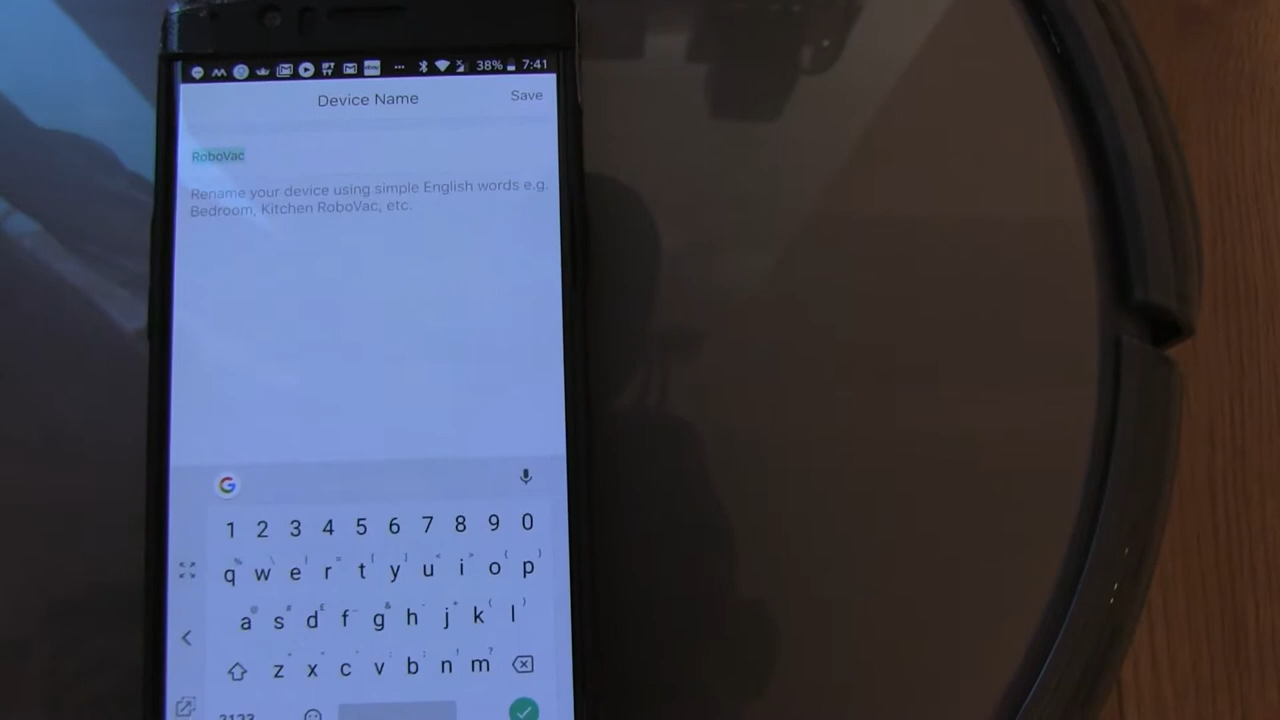 38% 7:41
Device Name
Save
RoboVac
Rename your device using simple English words e.g.
Bedroom, Kitchen RoboVac, etc.
G
1 2 3 4 5 6 7 8 9 0
q w e r t y u i o p
a s d f g h j k l
z x c v b n m